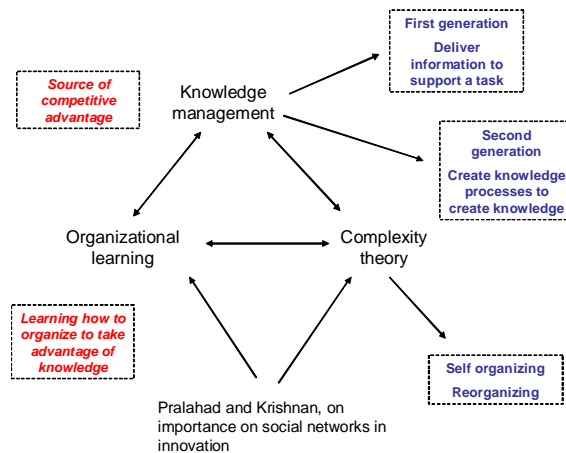 First generation
Deliver
information to
support a task
Source of
competitive
advantage
Knowledge
management
Second
generation
Create knowledge
processes to
create knowledge
Organizational
learning
Complexity
theory
Learning how to
organize to take
advantage of
knowledge
Self organizing
Reorganizing
Pralahad and Krishnan, on
importance on social networks in
innovation